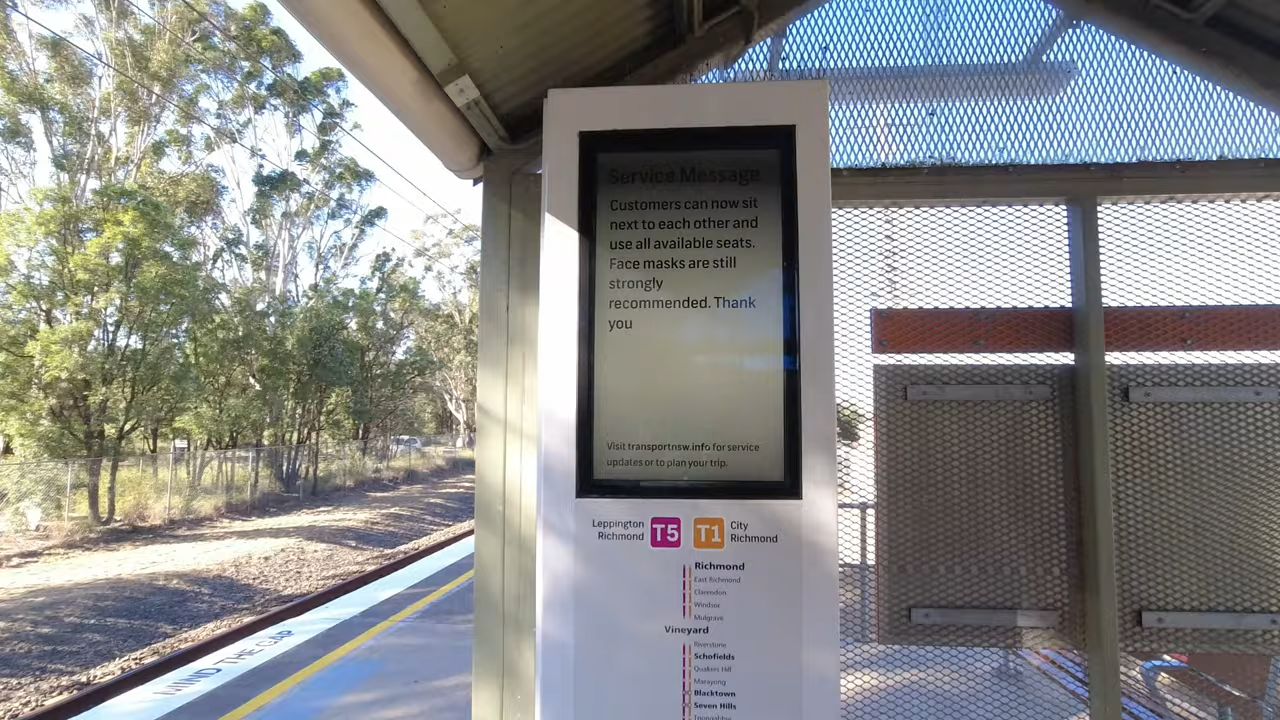 Service Message
Customers can now sit
next to each other and
use all available seats.
Face masks are still
strongly
recommended. Thank
you
Visit transportnsw.info for service
updates or to plan your trip.
Leppington
Richmond
T5
T1
City
Richmond
Richmond
East Richmond
Clarendon
Windsor
Mulgrave
Vineyard
Riverstone
Schofields
Quakers Hill
Marayong
Blacktown
Seven Hills
Toongabbie
MIND THE GAP